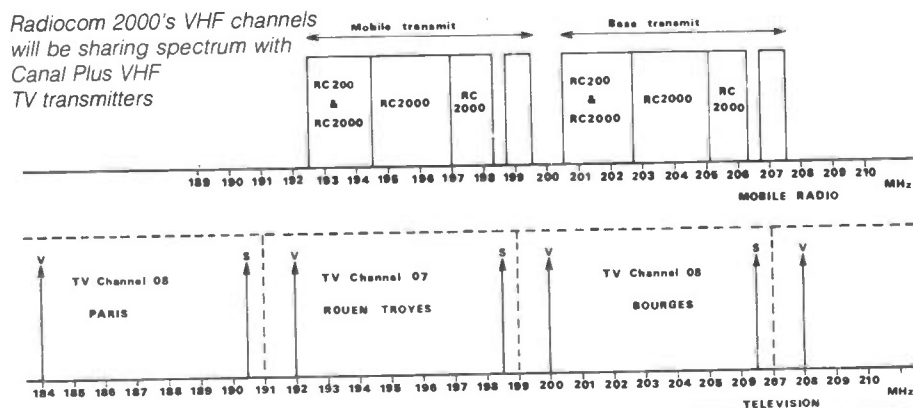 Radiocom 2000's VHF channels
will be sharing spectrum with
Canal Plus VHF
TV transmitters
Mobile transmit
Base transmit
RC200
&
RC2000
RC2000
RC
2000
RC200
&
RC2000
RC2000
RC
2000
189 190 191 192 193 194 195 196 197 198 199 200 201 202 203 204 205 206 207 208 209 210 MHz
MOBILE RADIO
V S V S V S V
TV Channel 08
PARIS
TV Channel 07
ROUEN TROYES
TV Channel 08
BOURGES
184 185 186 187 188 189 190 191 192 193 194 195 196 197 198 199 200 201 202 203 204 205 209 207 208 209 210 MHz
TELEVISION